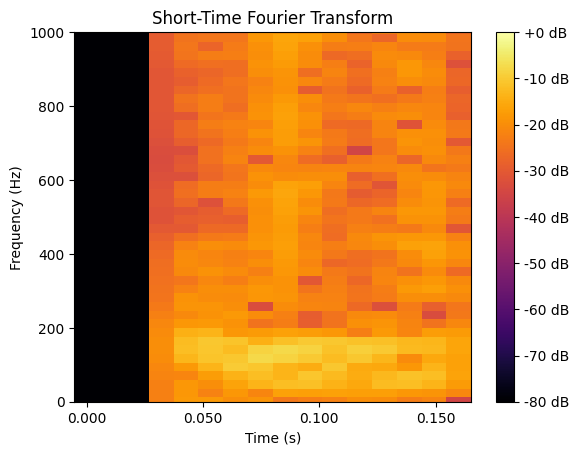 Short-Time Fourier Transform
1000
800
600
400
200
0
Frequency (Hz)
0.000
0.050
0.100
0.150
Time (s)
+0 dB
-10 dB
-20 dB
-30 dB
-40 dB
-50 dB
-60 dB
-70 dB
-80 dB